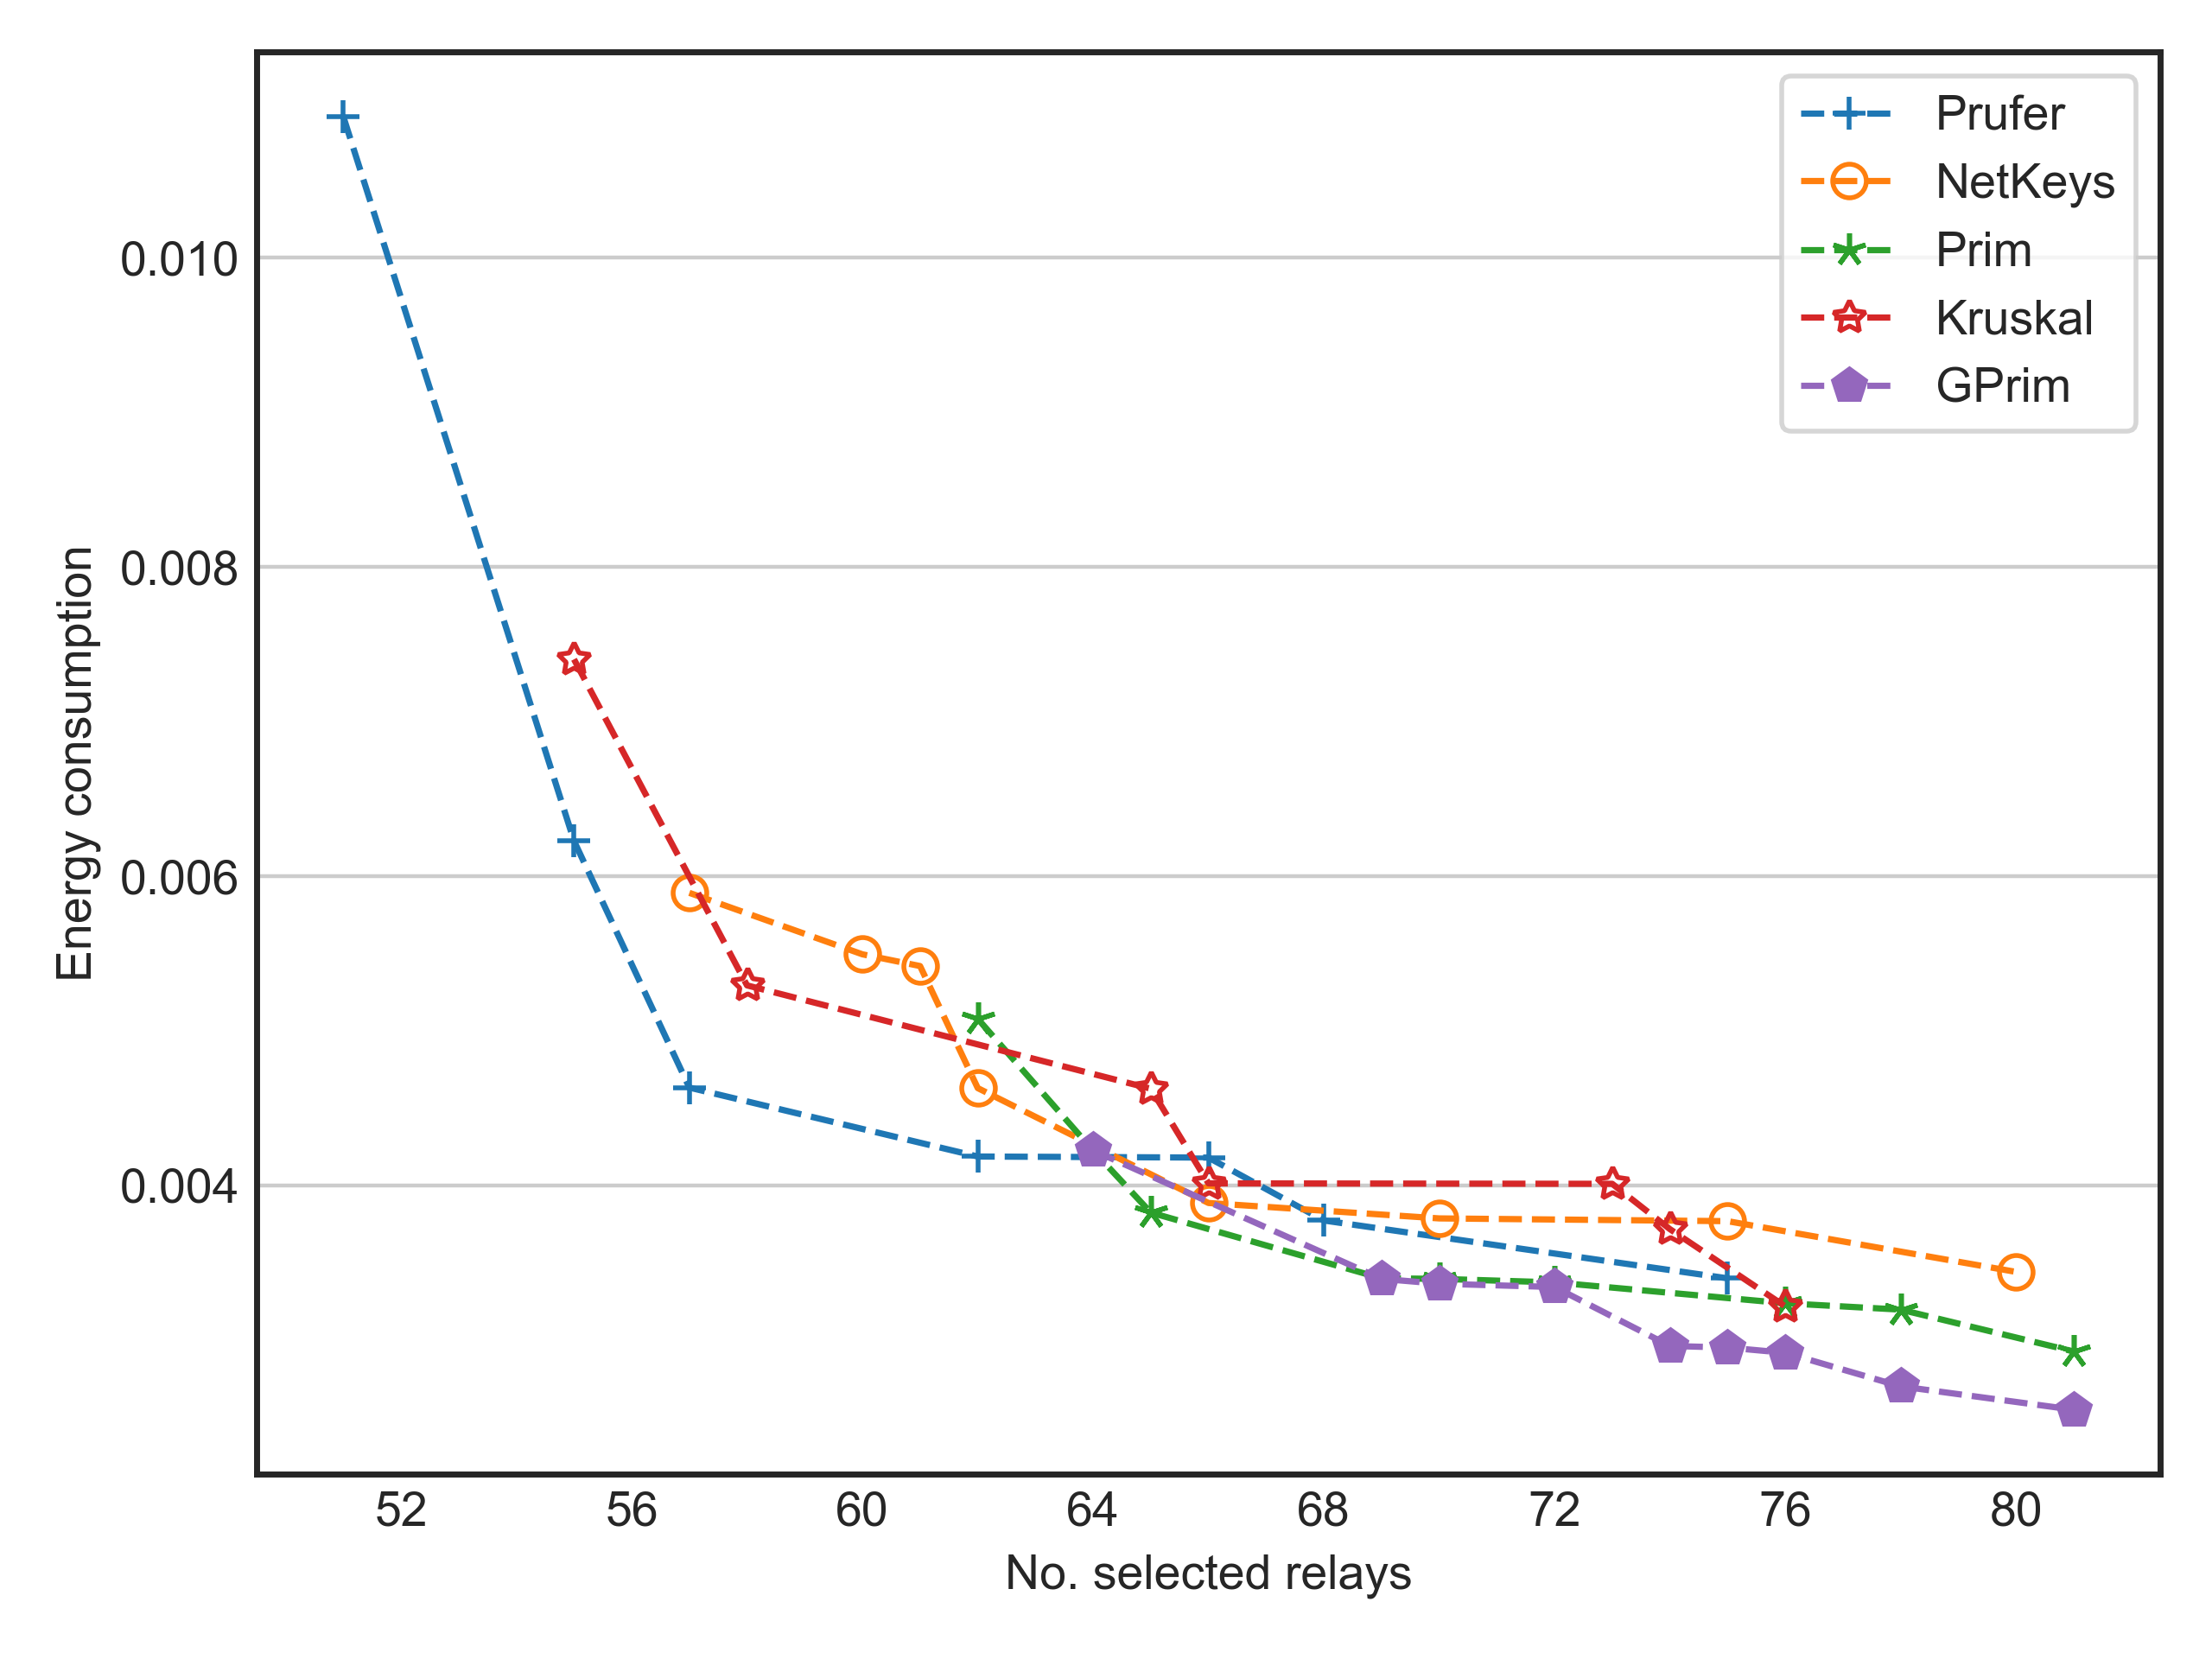 Prufer
NetKeys
Prim
Kruskal
GPrim
Energy consumption
0.010
0.008
0.006
0.004
52 56 60 64 68 72 76 80
No. selected relays